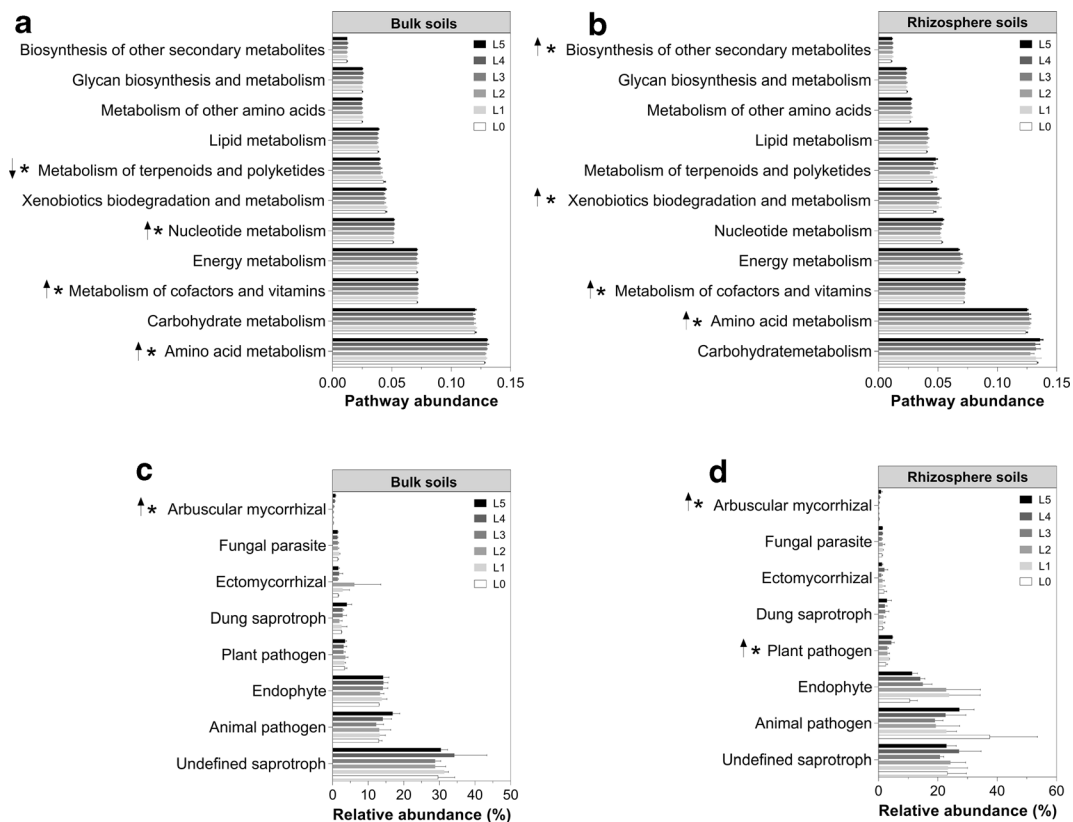 a
Bulk soils
Biosynthesis of other secondary metabolites
Glycan biosynthesis and metabolism
Metabolism of other amino acids
Lipid metabolism
↓ * Metabolism of terpenoids and polyketides
Xenobiotics biodegradation and metabolism
↑ * Nucleotide metabolism
Energy metabolism
↑ * Metabolism of cofactors and vitamins
Carbohydrate metabolism
↑ * Amino acid metabolism
L5
L4
L3
L2
L1
L0
0.00 0.05 0.10 0.15
Pathway abundance
b
Rhizosphere soils
↑ * Biosynthesis of other secondary metabolites
Glycan biosynthesis and metabolism
Metabolism of other amino acids
Lipid metabolism
Metabolism of terpenoids and polyketides
↑ * Xenobiotics biodegradation and metabolism
Nucleotide metabolism
Energy metabolism
↑ * Metabolism of cofactors and vitamins
↑ * Amino acid metabolism
Carbohydratemetabolism
L5
L4
L3
L2
L1
L0
0.00 0.05 0.10 0.15
Pathway abundance
c
Bulk soils
↑ * Arbuscular mycorrhizal
Fungal parasite
Ectomycorrhizal
Dung saprotroph
Plant pathogen
Endophyte
Animal pathogen
Undefined saprotroph
L5
L4
L3
L2
L1
L0
0 10 20 30 40 50
Relative abundance (%)
d
Rhizosphere soils
↑ * Arbuscular mycorrhizal
Fungal parasite
Ectomycorrhizal
Dung saprotroph
↑ * Plant pathogen
Endophyte
Animal pathogen
Undefined saprotroph
L5
L4
L3
L2
L1
L0
0 20 40 60
Relative abundance (%)